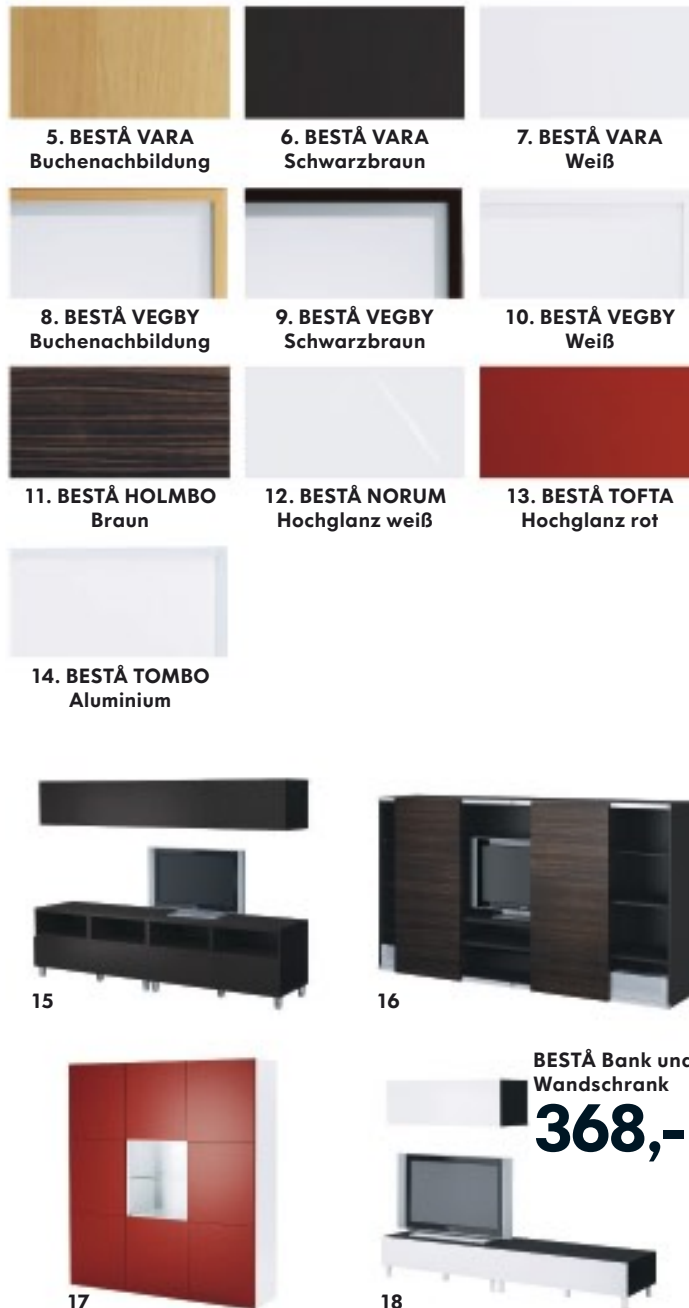 5. BESTÅ VARA
Buchenachbildung
6. BESTÅ VARA
Schwarzbraun
7. BESTÅ VARA
Weiß
8. BESTÅ VEGBY
Buchenachbildung
9. BESTÅ VEGBY
Schwarzbraun
10. BESTÅ VEGBY
Weiß
11. BESTÅ HOLMBO
Braun
12. BESTÅ NORUM
Hochglanz weiß
13. BESTÅ TOFTA
Hochglanz rot
14. BESTÅ TOMBO
Aluminium
15
16
BESTÅ Bank und
Wandschrank
368,-
17
18